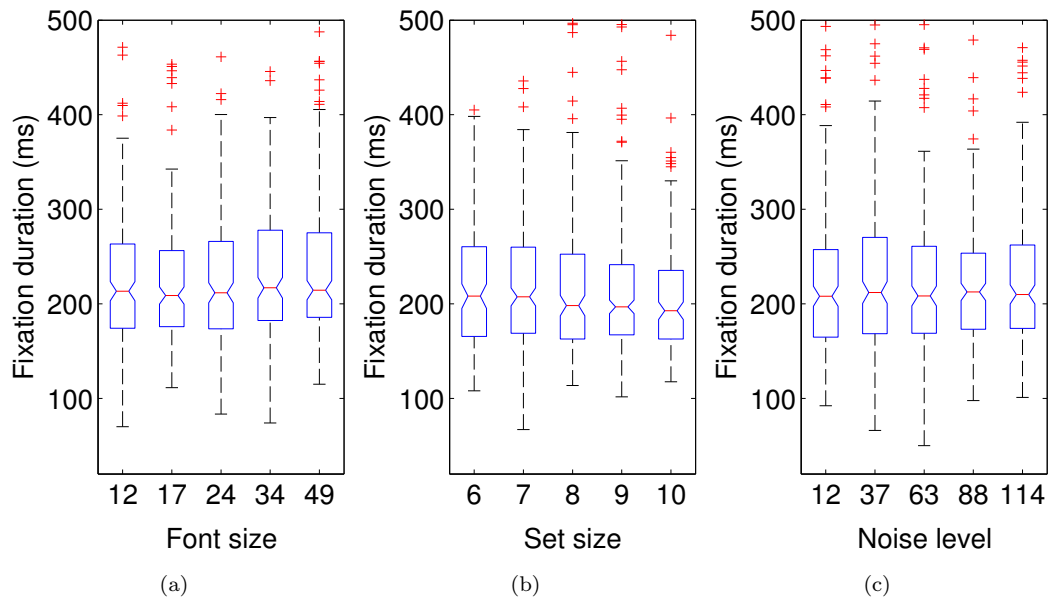 500
400
300
200
100
Fixation duration (ms)
12 17 24 34 49
Font size
(a)
500
400
300
200
100
Fixation duration (ms)
6 7 8 9 10
Set size
(b)
500
400
300
200
100
Fixation duration (ms)
12 37 63 88 114
Noise level
(c)